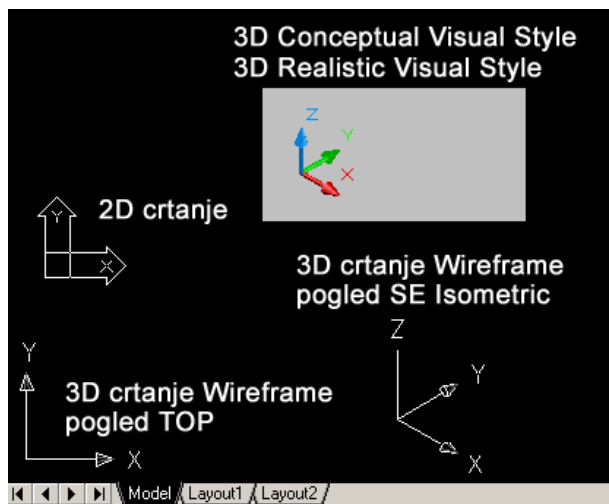 3D Conceptual Visual Style
3D Realistic Visual Style
Z
Y
X
Y
2D crtanje
X
3D crtanje Wireframe
pogled SE Isometric
Z
Y
X
Y
3D crtanje Wireframe
pogled TOP
X
Model Layout1 Layout2